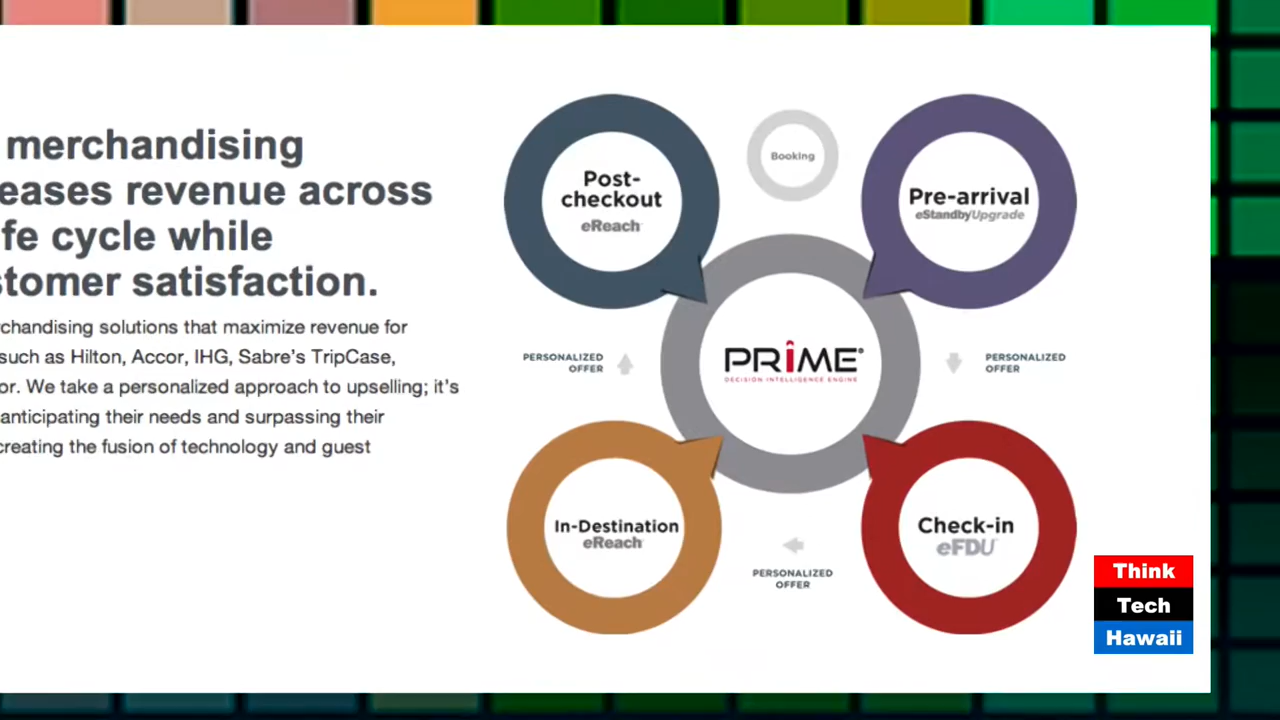 merchandising
eases revenue across
fe cycle while
stomer satisfaction.
rchandising solutions that maximize revenue for
such as Hilton, Accor, IHG, Sabre's TripCase,
or. We take a personalized approach to upselling; it's
anticipating their needs and surpassing their
creating the fusion of technology and guest
Post-
checkout
eReach
Booking
Pre-arrival
eStandbyUpgrade
PERSONALIZED
OFFER
PRiME®
DECISION INTELLIGENCE ENGINE
PERSONALIZED
OFFER
In-Destination
eReach
PERSONALIZED
OFFER
Check-in
eFDU
Think
Tech
Hawaii